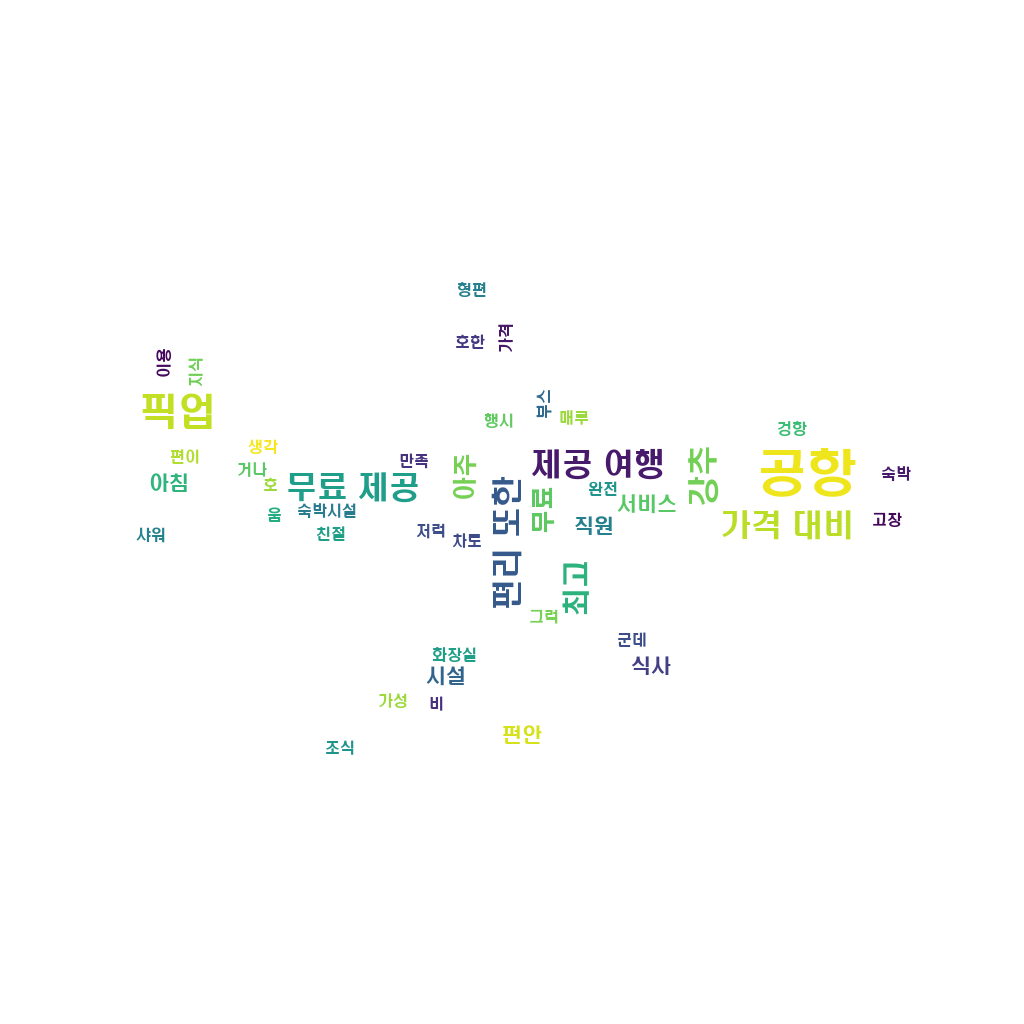 형편
호한
가격
이용
지식
픽업
부스
매루
행시
겅항
편이
생각
거나
호
아침
만족
무료 제공
아주
제공 여행
강추
공항
숙박
완전
서비스
무료
직원
가격 대비
고장
숙박시설
움
친절
샤워
저럭
차도
편리 또한
최고
그럭
군데
식사
화장실
시설
가성
비
편안
조식